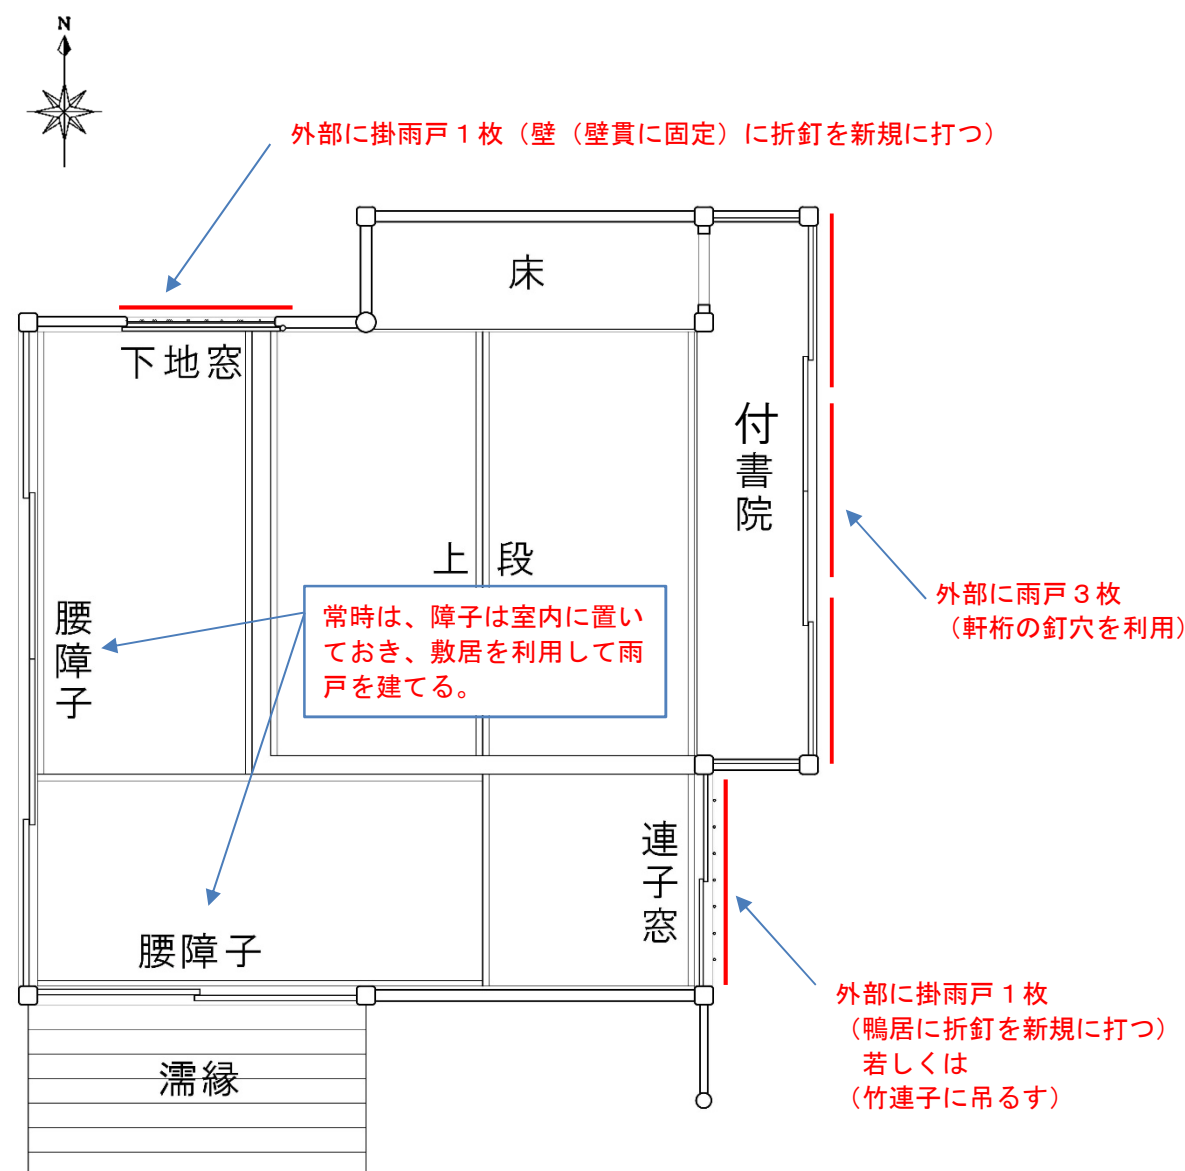 N
外部に掛雨戸１枚（壁（壁貫に固定）に折釘を新規に打つ）
床
下地窓
付書院
上段
常時は、障子は室内に置い
ておき、敷居を利用して雨
戸を建てる。
腰障子
外部に雨戸３枚
（軒桁の釘穴を利用）
連子窓
腰障子
外部に掛雨戸１枚
（鴨居に折釘を新規に打つ）
若しくは
（竹連子に吊るす）
濡縁